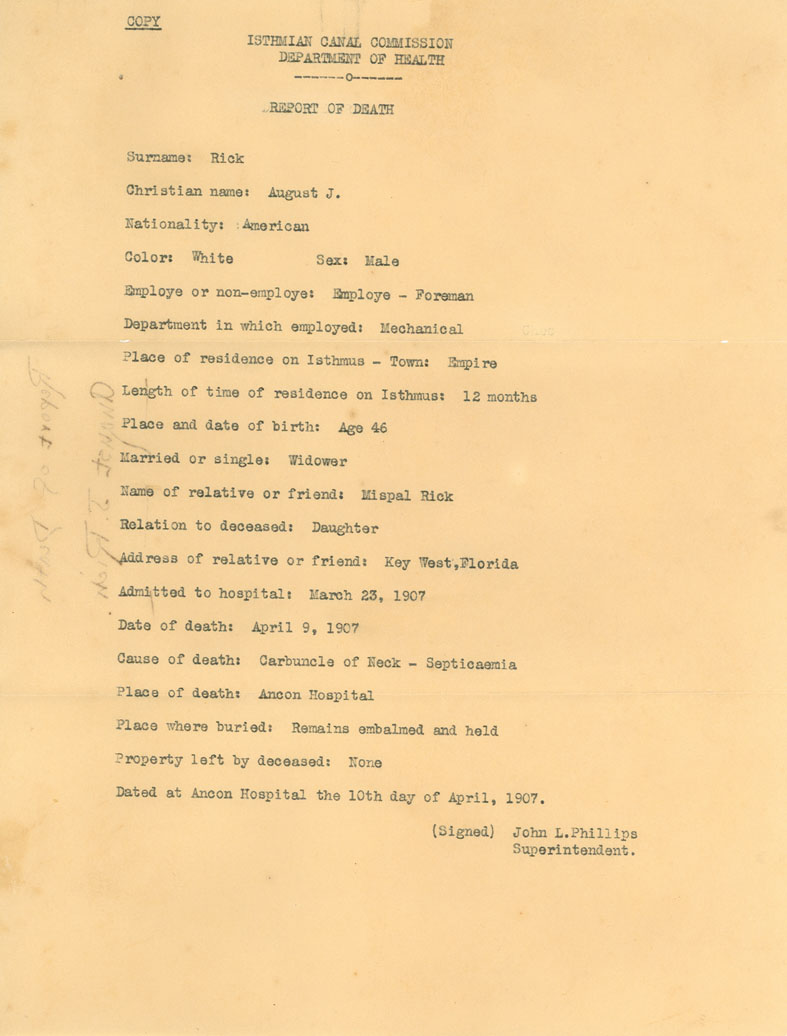 COPY
ISTHMIAN CANAL COMMISSION
DEPARTMENT OF HEALTH
------o------
REPORT OF DEATH
Surname: Rick
Christian name: August J.
Nationality: American
Color: White Sex: Male
Employe or non-employe: Employe - Foreman
Department in which employed: Mechanical
Place of residence on Isthmus - Town: Empire
Length of time of residence on Isthmus: 12 months
Place and date of birth: Age 46
Married or single: Widower
Name of relative or friend: Mispal Rick
Relation to deceased: Daughter
Address of relative or friend: Key West,Florida
Admitted to hospital: March 23, 1907
Date of death: April 9, 1907
Cause of death: Carbuncle of Neck - Septicaemia
Place of death: Ancon Hospital
Place where buried: Remains embalmed and held
Property left by deceased: None
Dated at Ancon Hospital the 10th day of April, 1907.
(Signed) John L.Phillips
Superintendent.
Report of Death
August J. Rick